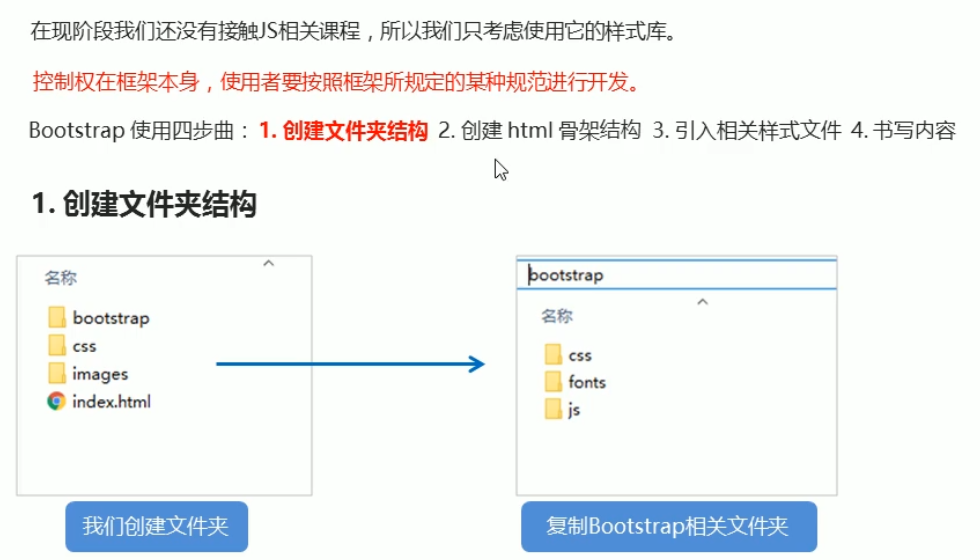 在现阶段我们还没有接触JS相关课程，所以我们只考虑使用它的样式库。
控制权在框架本身，使用者要按照框架所规定的某种规范进行开发。
Bootstrap 使用四步曲： 1. 创建文件夹结构 2. 创建 html 骨架结构 3. 引入相关样式文件 4. 书写内容
1. 创建文件夹结构
名称
bootstrap
css
images
index.html
我们创建文件夹
bootstrap
名称
css
fonts
js
复制Bootstrap相关文件夹